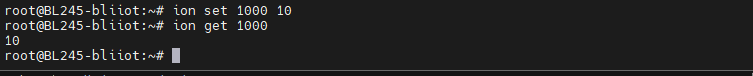 root@BL245-bliiot:~# ion set 1000 10
root@BL245-bliiot:~# ion get 1000
10
root@BL245-bliiot:~#